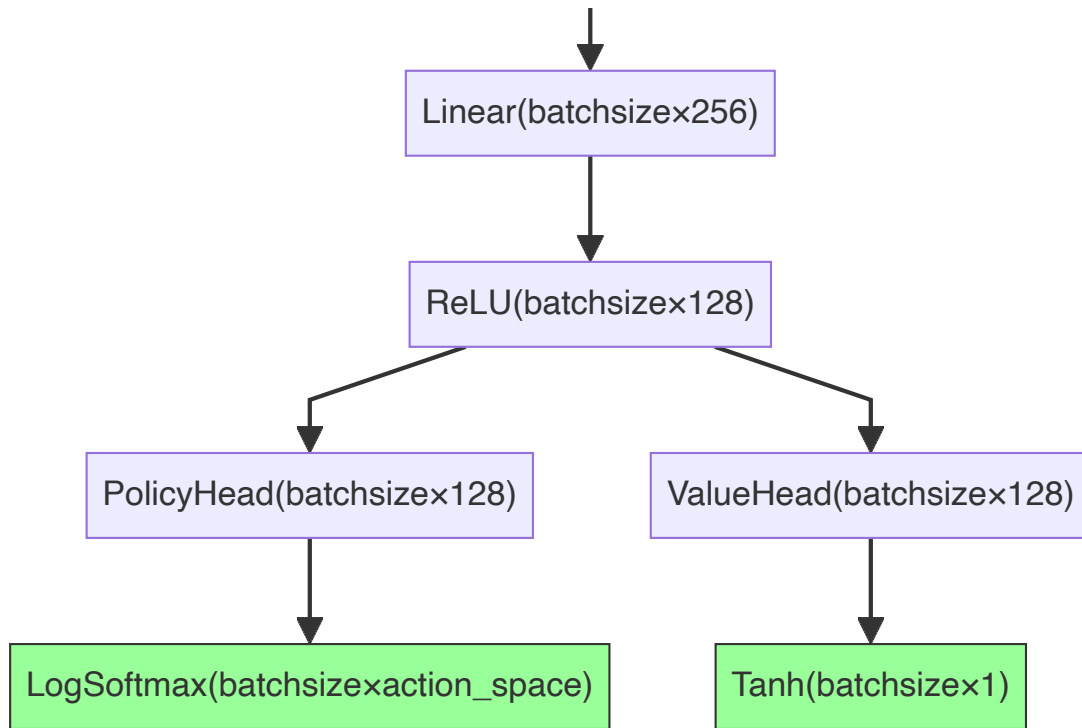 Linear(batchsize×256)
ReLU(batchsize×128)
PolicyHead(batchsize×128)
ValueHead(batchsize×128)
LogSoftmax(batchsize×action_space)
Tanh(batchsize×1)